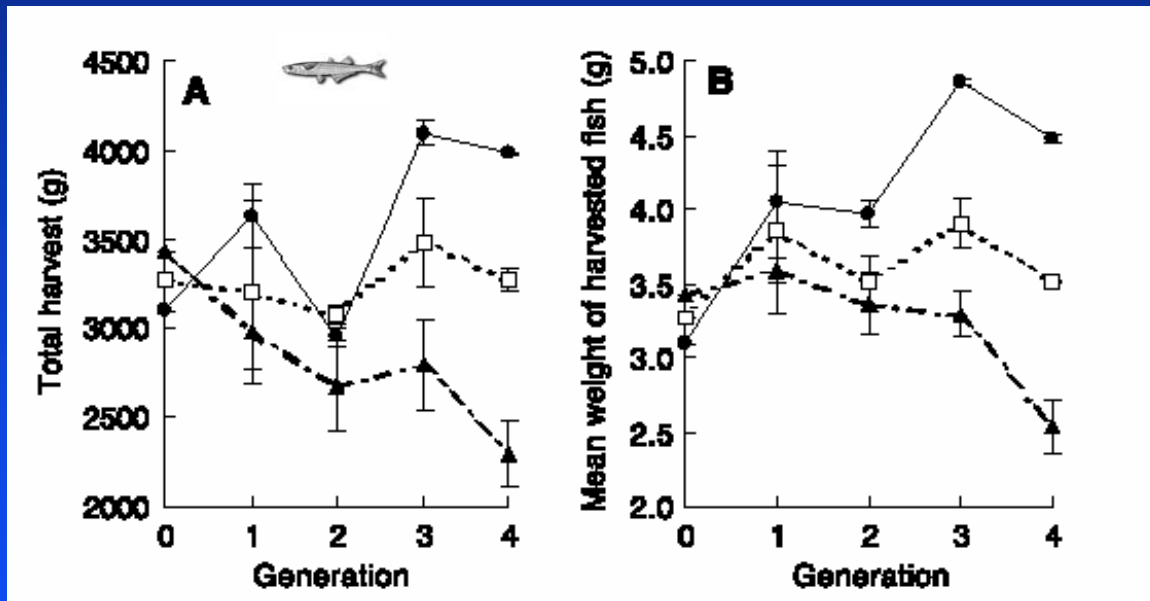 A
Total harvest (g)
4500
4000
3500
3000
2500
2000
0 1 2 3 4
Generation
B
Mean weight of harvested fish (g)
5.0
4.5
4.0
3.5
3.0
2.5
2.0
0 1 2 3 4
Generation